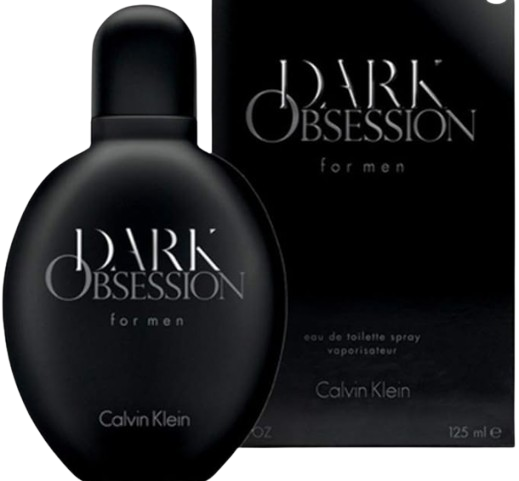 DARK
OBSESSION
for men
Calvin Klein
DARK
OBSESSION
for men
eau de toilette spray
vaporisateur
Calvin Klein
OZ 125 ml e